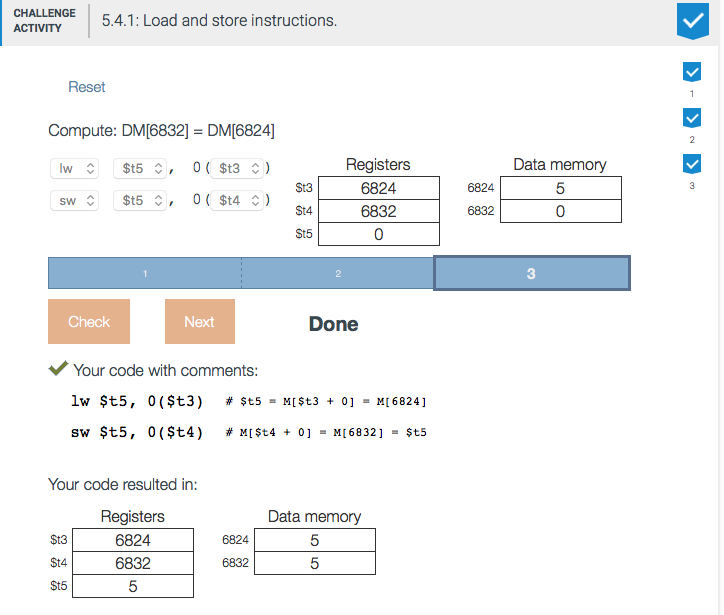 CHALLENGE
ACTIVITY
5.4.1: Load and store instructions.
Reset
1
2
3
Compute: DM[6832] = DM[6824]
lw $t5 , 0 ( $t3 )
sw $t5 , 0 ( $t4 )
Registers
$t3 6824
$t4 6832
$t5 0
Data memory
6824 5
6832 0
1 2 3
Check Next Done
Your code with comments:
lw $t5, 0($t3) # $t5 = M[$t3 + 0] = M[6824]
sw $t5, 0($t4) # M[$t4 + 0] = M[6832] = $t5
Your code resulted in:
Registers
$t3 6824
$t4 6832
$t5 5
Data memory
6824 5
6832 5